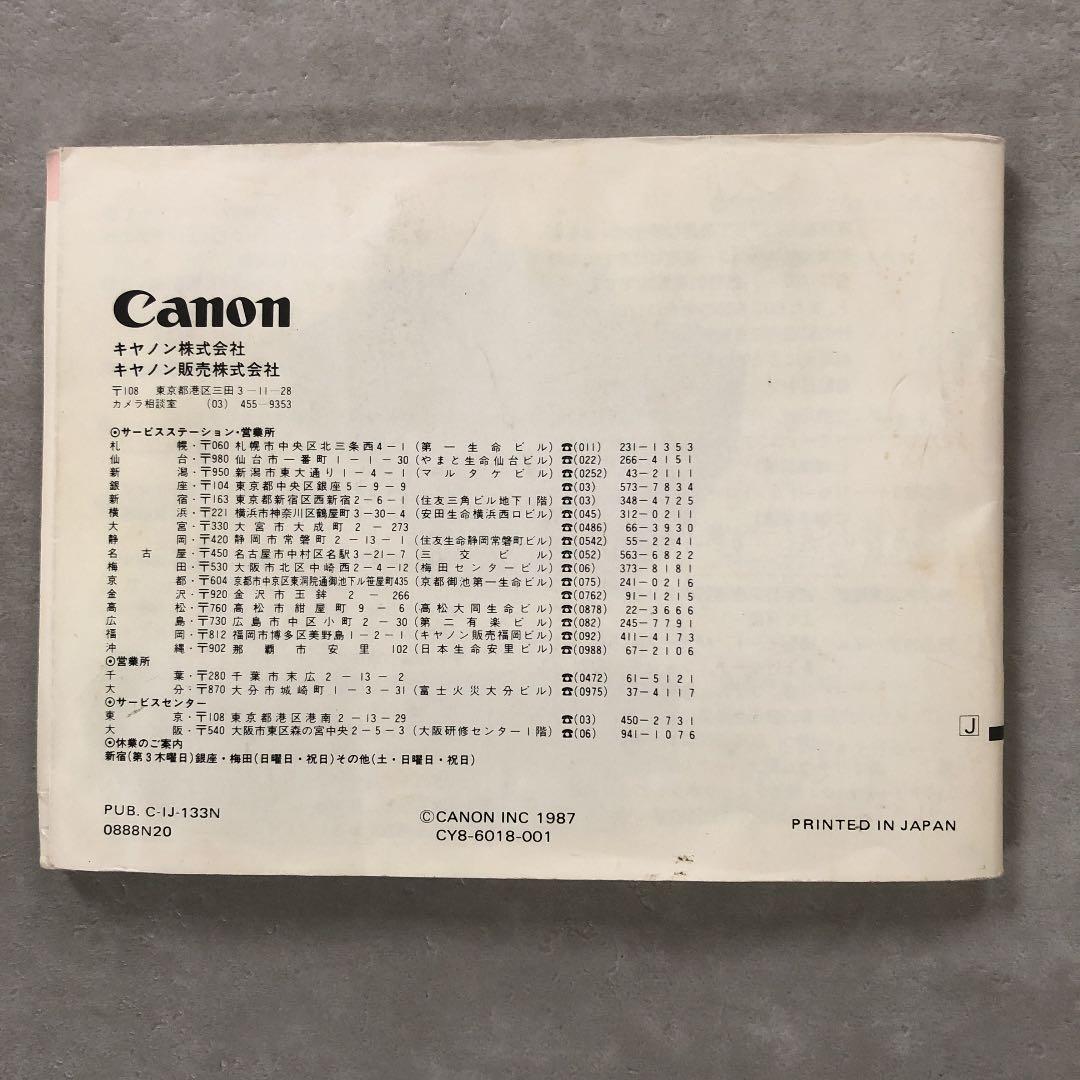 Canon
キヤノン株式会社
キヤノン販売株式会社
〒108 東京都港区三田3-11-28
カメラ相談室 (03) 455-9353
⊙サービスステーション・営業所
札幌・〒060 札幌市中央区北三条西4-1(第一生命ビル) ☎(011) 231-1353
仙台・〒980 仙台市一番町1-1-30(やまと生命仙台ビル) ☎(022) 266-4151
新潟・〒950 新潟市東大通り1-4-1(マルタケビル) ☎(0252) 43-2111
銀座・〒104 東京都中央区銀座5-9-9 ☎(03) 573-7834
新宿・〒163 東京都新宿区西新宿2-6-1(住友三角ビル地下1階) ☎(03) 348-4725
横浜・〒221 横浜市神奈川区鶴屋町3-30-4(安田生命横浜西口ビル) ☎(045) 312-0211
大宮・〒330 大宮市大成町2-273 ☎(0486) 66-3930
静岡・〒420 静岡市常磐町2-13-1(住友生命静岡常磐町ビル) ☎(0542) 55-2241
名古屋・〒450 名古屋市中村区名駅3-21-7(三交ビル) ☎(052) 563-6822
梅田・〒530 大阪市北区中崎西2-4-12(梅田センタービル) ☎(06) 373-8181
京都・〒604 京都市中京区東洞院通御池下ル笹屋町435(京都御池第一生命ビル) ☎(075) 241-0216
金沢・〒920 金沢市玉鉾2-266 ☎(0762) 91-1215
高松・〒760 高松市紺屋町9-6(高松大同生命ビル) ☎(0878) 22-3666
広島・〒730 広島市中区小町2-30(第二有楽ビル) ☎(082) 245-7791
福岡・〒812 福岡市博多区美野島1-2-1(キヤノン販売福岡ビル) ☎(092) 411-4173
沖縄・〒902 那覇市安里102(日本生命安里ビル) ☎(0988) 67-2106
⊙営業所
千葉・〒280 千葉市末広2-13-2 ☎(0472) 61-5121
大分・〒870 大分市城崎町1-3-31(富士火災大分ビル) ☎(0975) 37-4117
⊙サービスセンター
東京・〒108 東京都港区港南2-13-29 ☎(03) 450-2731
大阪・〒540 大阪市東区森の宮中央2-5-3(大阪研修センター1階) ☎(06) 941-1076
⊙休業のご案内
新宿(第3木曜日)銀座・梅田(日曜日・祝日)その他(土・日曜日・祝日)
J
PUB. C-IJ-133N
0888N20
©CANON INC 1987
CY8-6018-001
PRINTED IN JAPAN